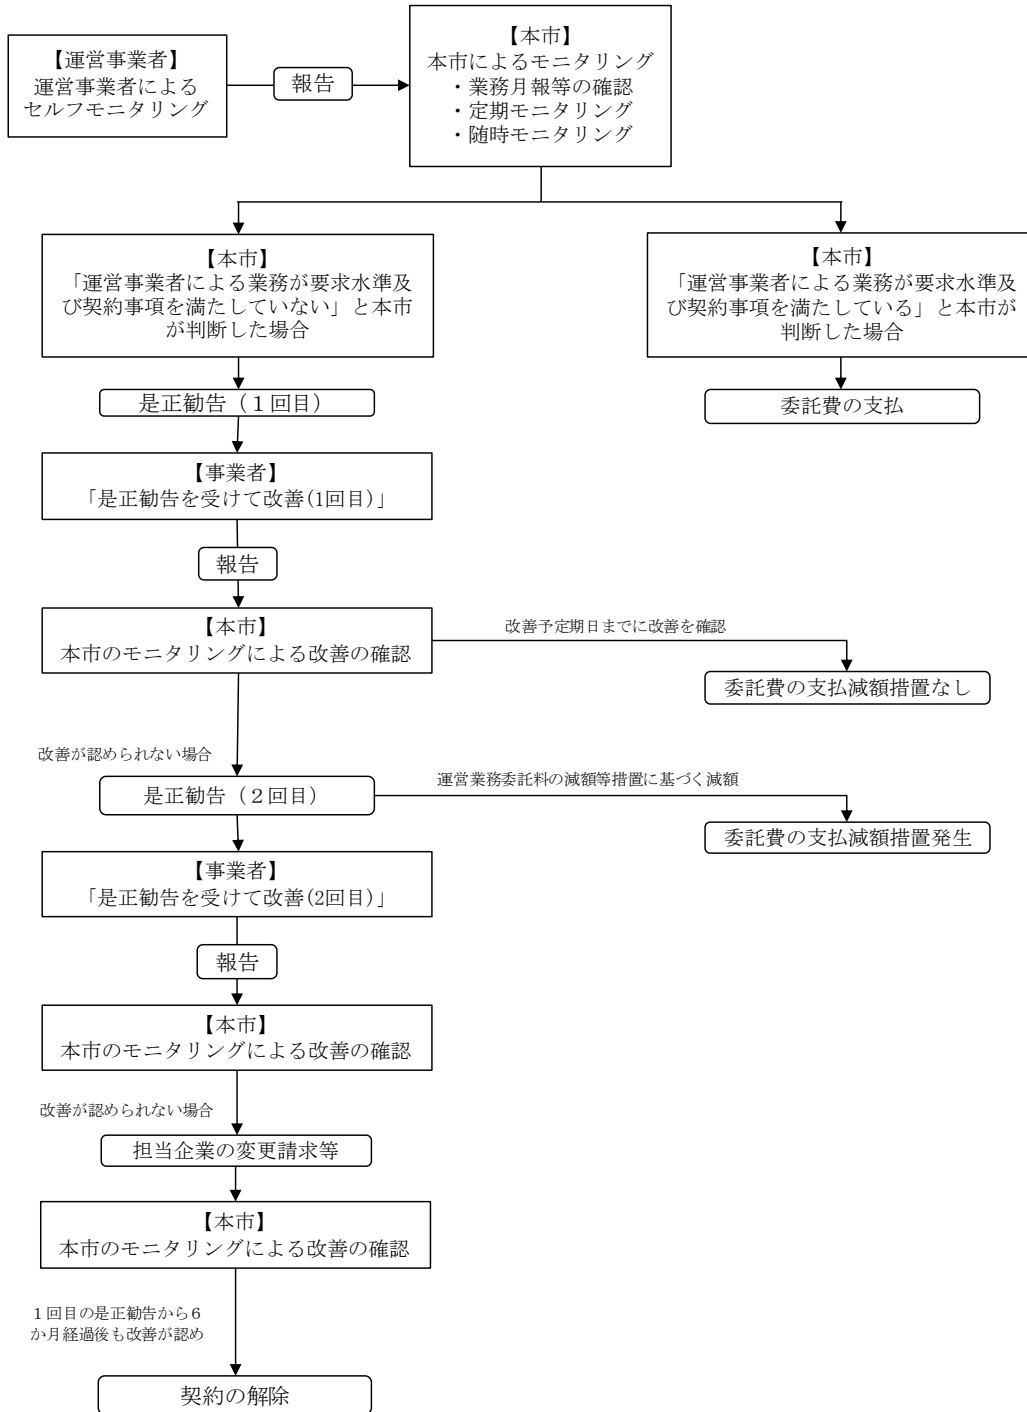 【運営事業者】
運営事業者による
セルフモニタリング
報告
【本市】
本市によるモニタリング
・業務月報等の確認
・定期モニタリング
・随時モニタリング
【本市】
「運営事業者による業務が要求水準及
び契約事項を満たしていない」と本市
が判断した場合
【本市】
「運営事業者による業務が要求水準及
び契約事項を満たしている」と本市が
判断した場合
是正勧告（１回目）
委託費の支払
【事業者】
「是正勧告を受けて改善(1回目)」
報告
【本市】
本市のモニタリングによる改善の確認
改善予定期日までに改善を確認
委託費の支払減額措置なし
改善が認められない場合
是正勧告（２回目）
運営業務委託料の減額等措置に基づく減額
委託費の支払減額措置発生
【事業者】
「是正勧告を受けて改善(2回目)」
報告
【本市】
本市のモニタリングによる改善の確認
改善が認められない場合
担当企業の変更請求等
【本市】
本市のモニタリングによる改善の確認
１回目の是正勧告から６
か月経過後も改善が認め
契約の解除